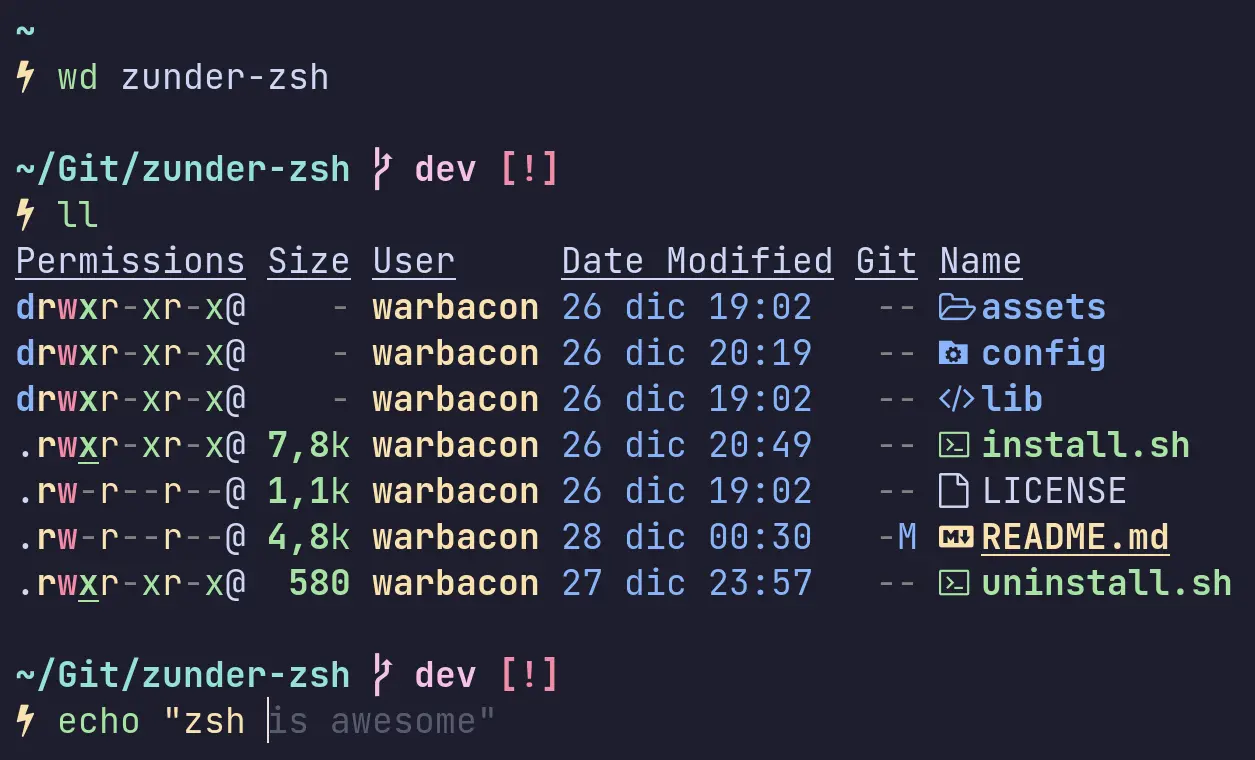 ~
wd zunder-zsh
~/Git/zunder-zsh dev [!]
ll
Permissions Size User Date Modified Git Name
drwxr-xr-x@ - warbacon 26 dic 19:02 -- assets
drwxr-xr-x@ - warbacon 26 dic 20:19 -- config
drwxr-xr-x@ - warbacon 26 dic 19:02 -- lib
.rwxr-xr-x@ 7,8k warbacon 26 dic 20:49 -- install.sh
.rw-r--r--@ 1,1k warbacon 26 dic 19:02 -- LICENSE
.rw-r--r--@ 4,8k warbacon 28 dic 00:30 -M README.md
.rwxr-xr-x@ 580 warbacon 27 dic 23:57 -- uninstall.sh
~/Git/zunder-zsh dev [!]
echo "zsh is awesome"